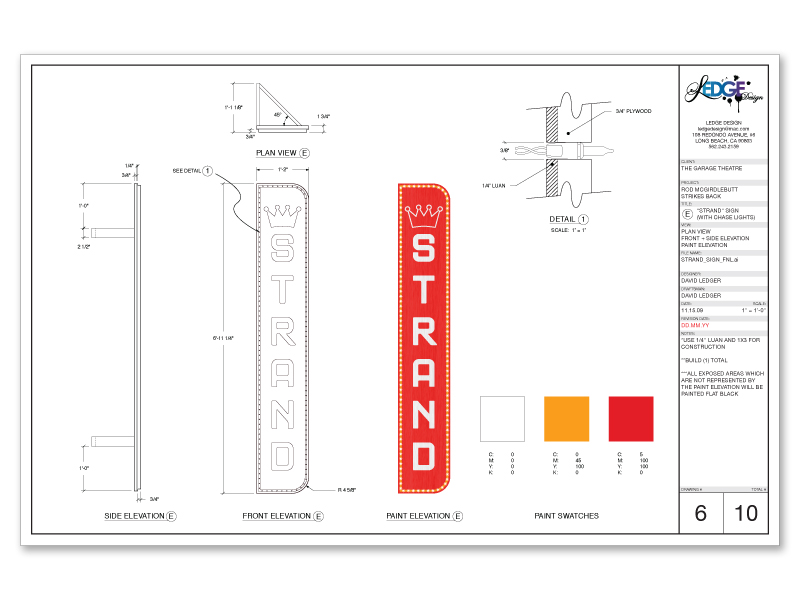 1'-1 1/8"
45°
1 3/4"
3/4"
PLAN VIEW E
1'-2"
SEE DETAIL 1
1/4"
3/4"
1'-0"
2 1/2"
1'-0"
3/4"
SIDE ELEVATION E
6'-11 1/4"
STRAND
R 4 5/8"
FRONT ELEVATION E
STRAND
PAINT ELEVATION E
3/4" PLYWOOD
3/8"
1/4" LUAN
DETAIL 1
SCALE: 1" = 1"
C: 0
M: 0
Y: 0
K: 0
C: 0
M: 45
Y: 100
K: 0
C: 5
M: 100
Y: 100
K: 0
PAINT SWATCHES
LEDGE
Design
LEDGE DESIGN
ledgedesign@mac.com
108 REDONDO AVENUE, #6
LONG BEACH, CA 90803
562.243.2159
CLIENT:
THE GARAGE THEATRE
PROJECT:
ROD MCGIRDLEBUTT
STRIKES BACK
TITLE:
E "STRAND" SIGN
(WITH CHASE LIGHTS)
VIEW:
PLAN VIEW
FRONT + SIDE ELEVATION
PAINT ELEVATION
FILE NAME:
STRAND_SIGN_FNL.ai
DESIGNER:
DAVID LEDGER
DRAFTSMAN:
DAVID LEDGER
DATE: SCALE:
11.15.09 1" = 1'-0"
REVISION DATE:
DD MM YY
NOTES:
*USE 1/4" LUAN AND 1X3 FOR
CONSTRUCTION
**BUILD (1) TOTAL
***ALL EXPOSED AREAS WHICH
ARE NOT REPRESENTED BY
THE PAINT ELEVATION WILL BE
PAINTED FLAT BLACK
DRAWING # TOTAL #
6 10